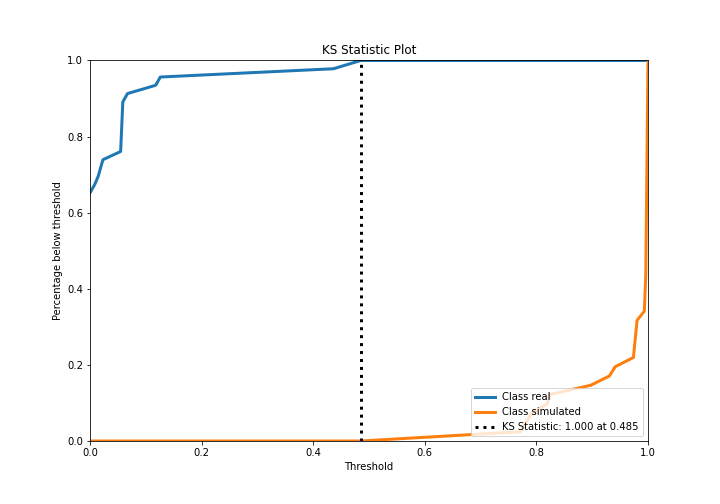 KS Statistic Plot
1.0
0.8
0.6
0.4
0.2
0.0
Percentage below threshold
0.0 0.2 0.4 0.6 0.8 1.0
Threshold
Class real
Class simulated
KS Statistic: 1.000 at 0.485